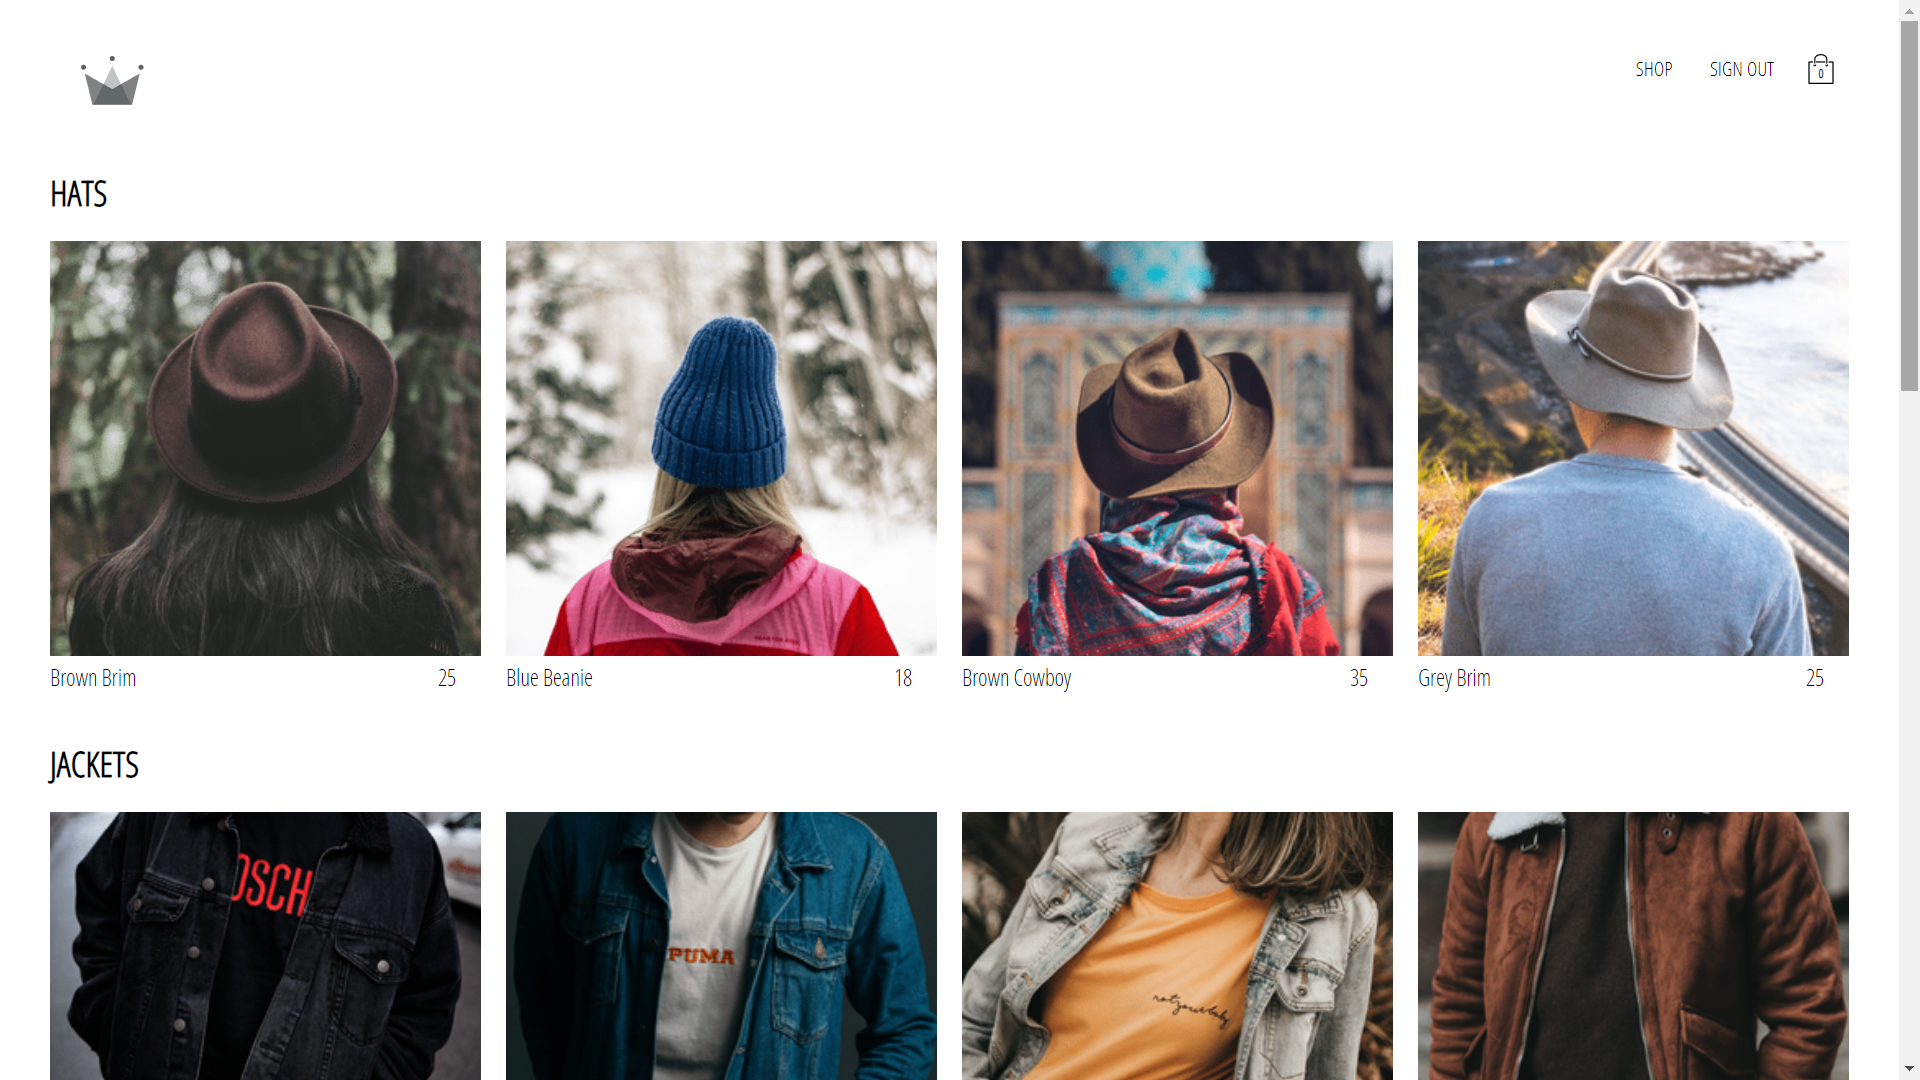 SHOP SIGN OUT
0
HATS
Brown Brim 25
Blue Beanie 18
Brown Cowboy 35
Grey Brim 25
JACKETS
OSCH
PUMA
notyourbaby